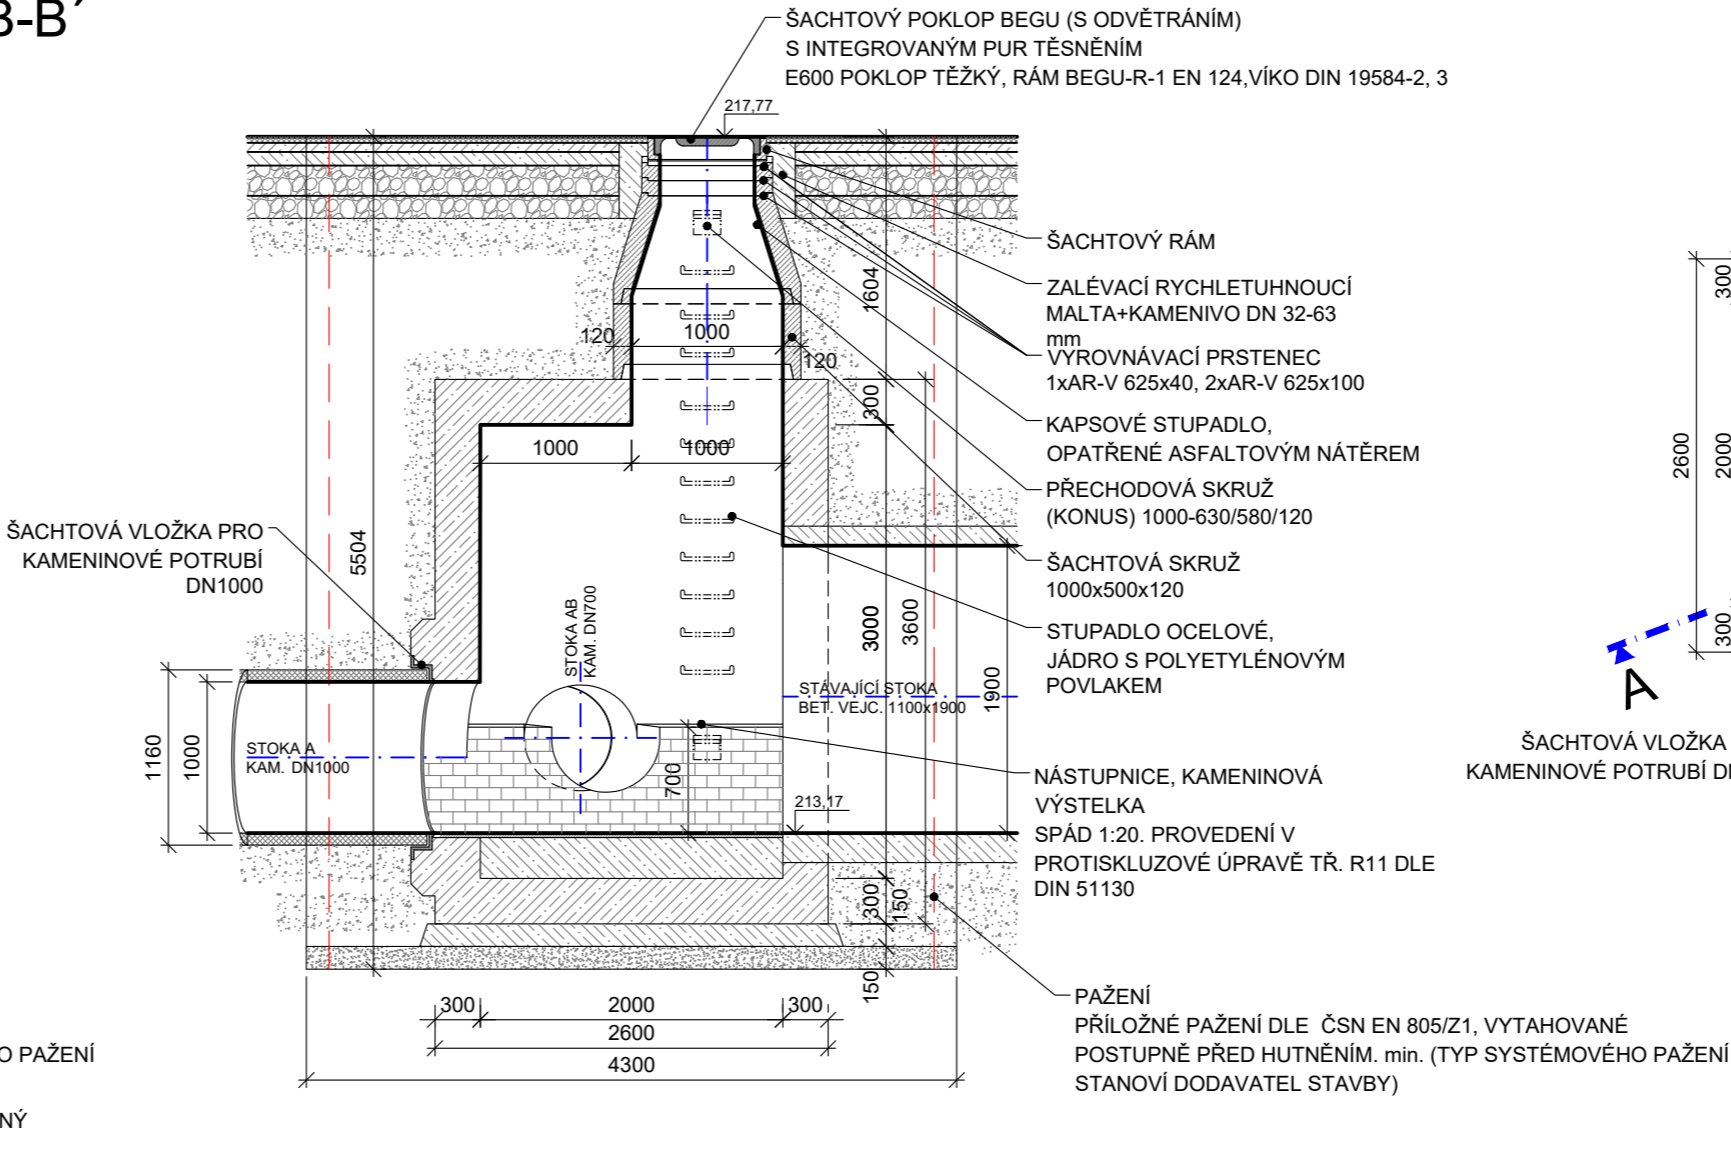 B-B´
ŠACHTOVÝ POKLOP BEGU (S ODVĚTRÁNÍM)
S INTEGROVANÝM PUR TĚSNĚNÍM
E600 POKLOP TĚŽKÝ, RÁM BEGU-R-1 EN 124,VÍKO DIN 19584-2, 3
217,77
ŠACHTOVÝ RÁM
ZALÉVACÍ RYCHLETUHNOUCÍ
MALTA+KAMENIVO DN 32-63
mm
VYROVNÁVACÍ PRSTENEC
1xAR-V 625x40, 2xAR-V 625x100
KAPSOVÉ STUPADLO,
OPATŘENÉ ASFALTOVÝM NÁTĚREM
PŘECHODOVÁ SKRUŽ
(KONUS) 1000-630/580/120
ŠACHTOVÁ SKRUŽ
1000x500x120
STUPADLO OCELOVÉ,
JÁDRO S POLYETYLÉNOVÝM
POVLAKEM
NÁSTUPNICE, KAMENINOVÁ
VÝSTELKA
SPÁD 1:20. PROVEDENÍ V
PROTISKLUZOVÉ ÚPRAVĚ TŘ. R11 DLE
DIN 51130
PAŽENÍ
PŘÍLOŽNÉ PAŽENÍ DLE ČSN EN 805/Z1, VYTAHOVANÉ
POSTUPNĚ PŘED HUTNĚNÍM. min. (TYP SYSTÉMOVÉHO PAŽENÍ
STANOVÍ DODAVATEL STAVBY)
ŠACHTOVÁ VLOŽKA PRO
KAMENINOVÉ POTRUBÍ
DN1000
STOKA A
KAM. DN1000
STOKA AB
KAM. DN700
STÁVAJÍCÍ STOKA
BET. VEJC. 1100x1900
213,17
120
1000
120
1000
1000
1604
300
3000
3600
1900
5504
1160
1000
700
300
150
150
300
2000
300
2600
4300
300
2600
2000
300
A
ŠACHTOVÁ VLOŽKA
KAMENINOVÉ POTRUBÍ
O PAŽENÍ
NÝ